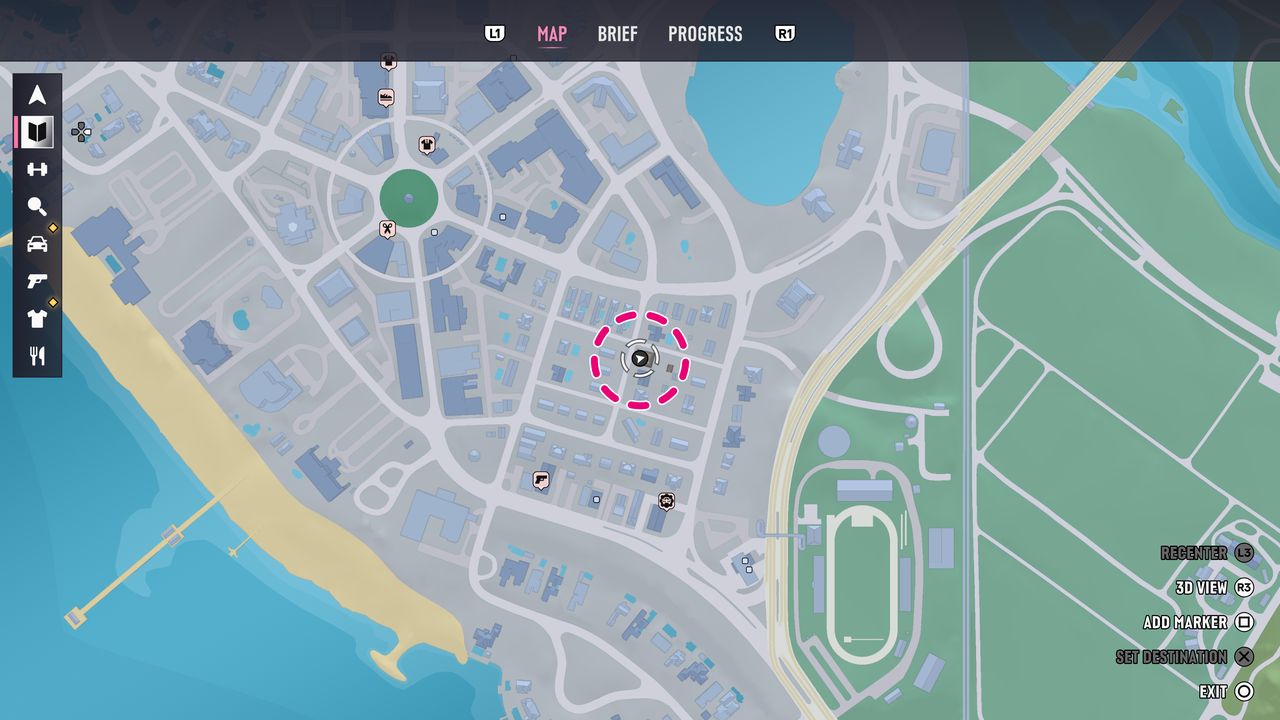 L1 MAP BRIEF PROGRESS R1
RECENTER L3
3D VIEW R3
ADD MARKER
SET DESTINATION
EXIT